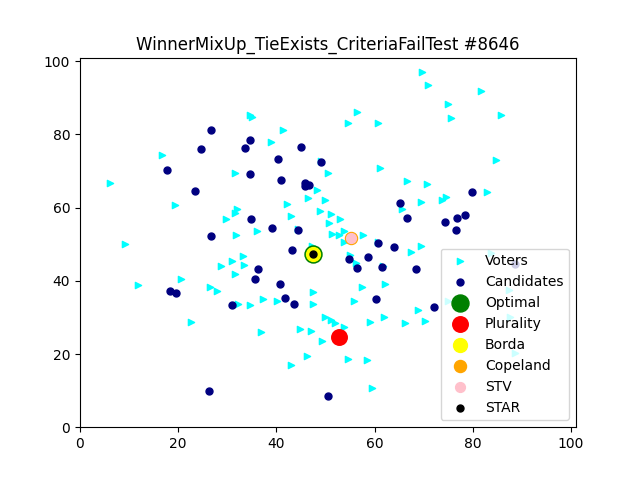 WinnerMixUp_TieExists_CriteriaFailTest #8646
100
80
60
40
20
0
0
20
40
60
80
100
Voters
Candidates
Optimal
Plurality
Borda
Copeland
STV
STAR